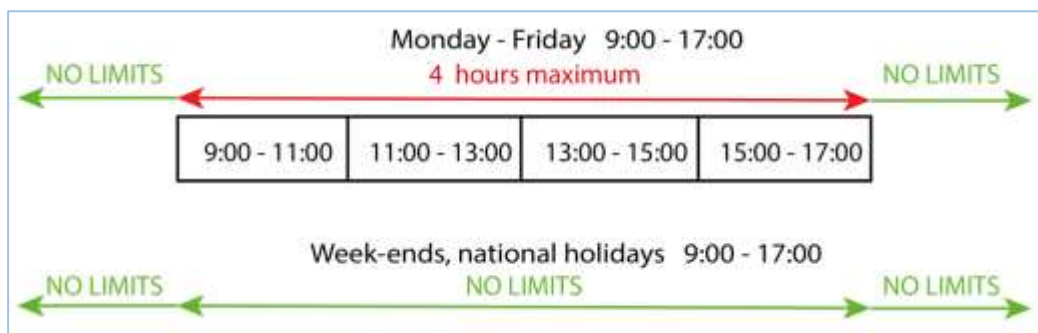 Monday - Friday 9:00 - 17:00
NO LIMITS 4 hours maximum NO LIMITS
9:00 - 11:00 11:00 - 13:00 13:00 - 15:00 15:00 - 17:00
Week-ends, national holidays 9:00 - 17:00
NO LIMITS NO LIMITS NO LIMITS